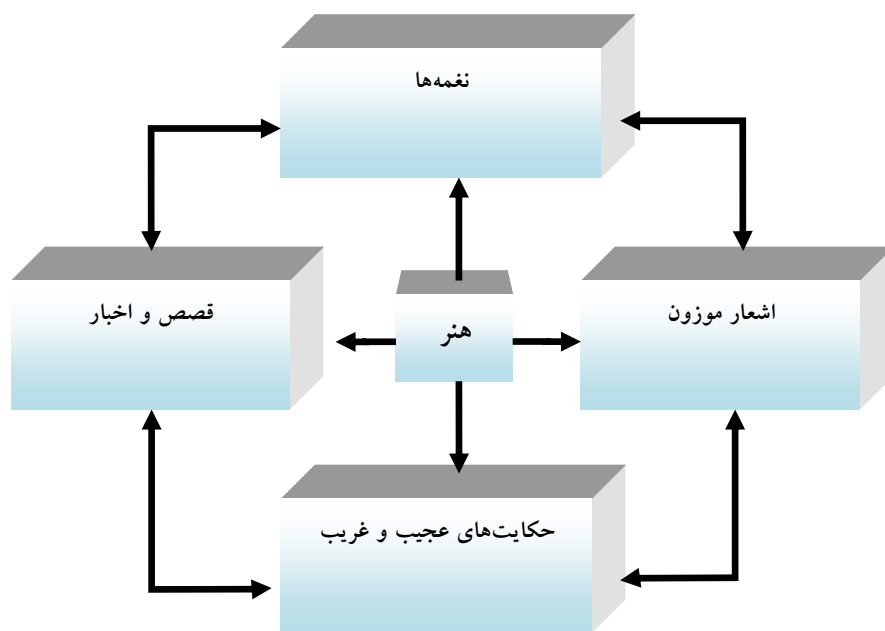 نغمه‌ها
اشعار موزون
هنر
قصص و اخبار
حکایت‌های عجیب و غریب